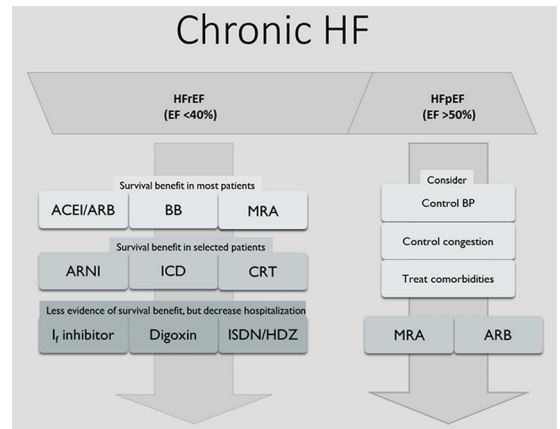 Chronic HF
HFrEF
(EF <40%)
HFpEF
(EF >50%)
Survival benefit in most patients
ACEI/ARB BB MRA
Survival benefit in selected patients
ARNI ICD CRT
Less evidence of survival benefit, but decrease hospitalization
If inhibitor Digoxin ISDN/HDZ
Consider
Control BP
Control congestion
Treat comorbidities
MRA ARB